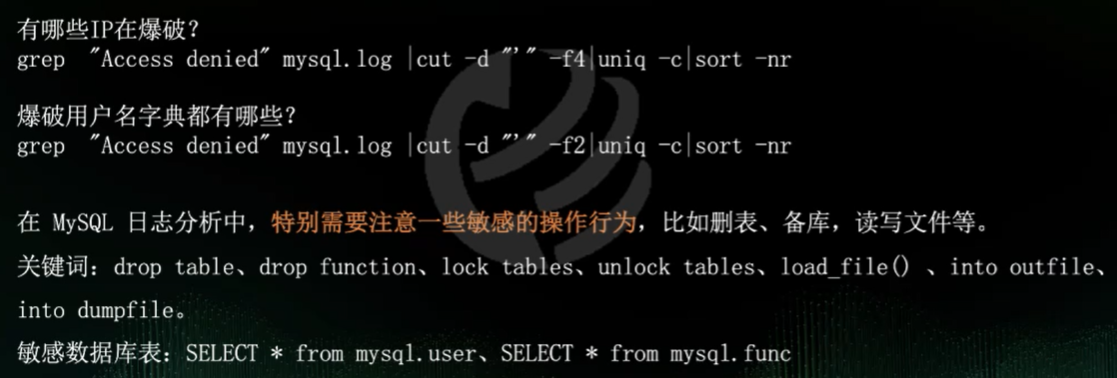 有哪些IP在爆破？
grep  "Access denied" mysql.log |cut -d "'" -f4|uniq -c|sort -nr
爆破用户名字典都有哪些？
grep  "Access denied" mysql.log |cut -d "'" -f2|uniq -c|sort -nr
在 MySQL 日志分析中，特别需要注意一些敏感的操作行为，比如删表、备库，读写文件等。
关键词：drop table、drop function、lock tables、unlock tables、load_file() 、into outfile、
into dumpfile。
敏感数据库表：SELECT * from mysql.user、SELECT * from mysql.func